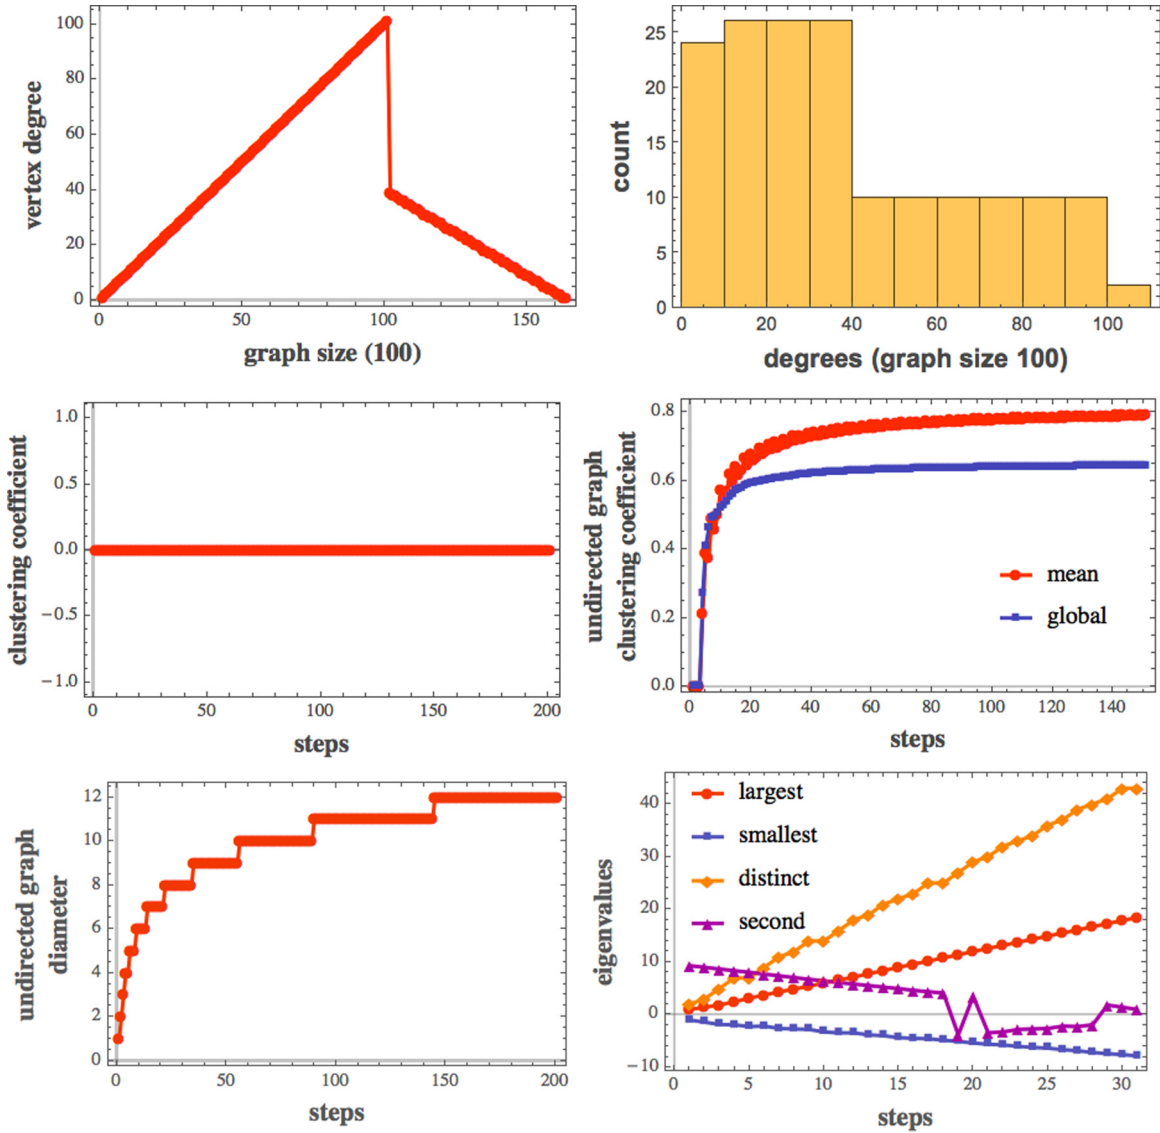 vertex degree
100
80
60
40
20
0
0 50 100 150
graph size (100)
count
25
20
15
10
5
0
0 20 40 60 80 100
degrees (graph size 100)
clustering coefficient
1.0
0.5
0.0
−0.5
−1.0
0 50 100 150 200
steps
undirected graph
clustering coefficient
0.8
0.6
0.4
0.2
0.0
mean
global
0 20 40 60 80 100 120 140
steps
undirected graph
diameter
12
10
8
6
4
2
0
0 50 100 150 200
steps
eigenvalues
40
30
20
10
0
−10
largest
smallest
distinct
second
0 5 10 15 20 25 30
steps